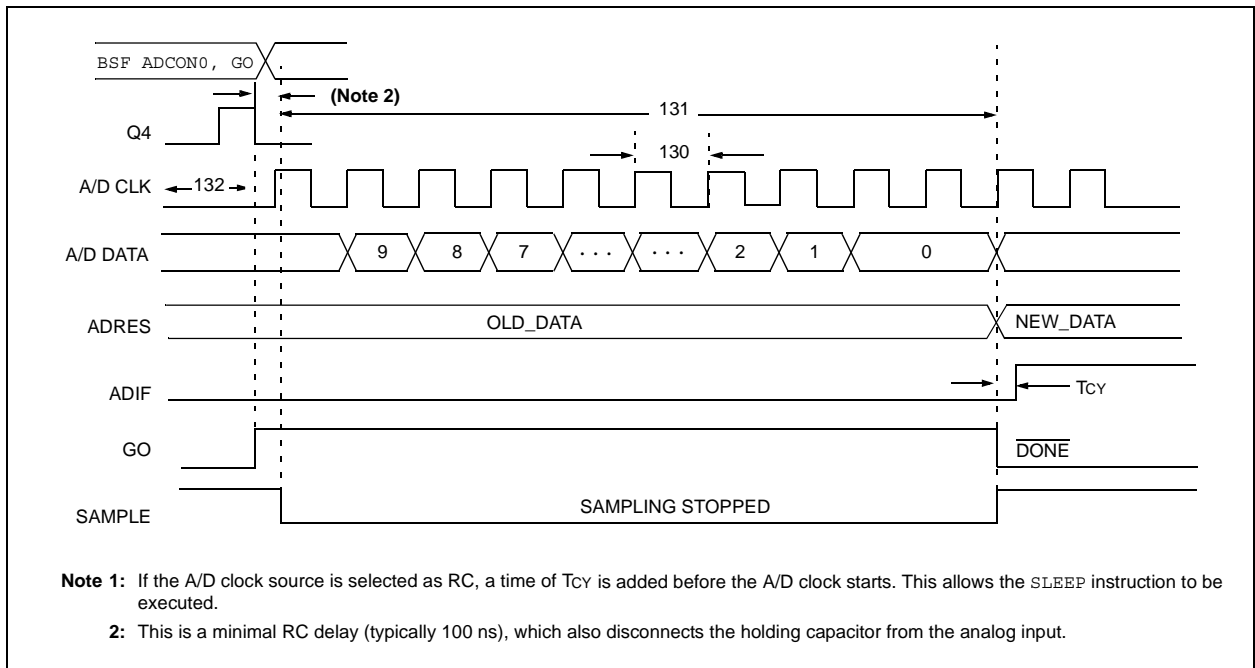 BSF ADCON0, GO
(Note 2)
131
Q4
130
A/D CLK
132
A/D DATA
9 8 7 . . . . . . 2 1 0
ADRES
OLD_DATA
NEW_DATA
ADIF
TCY
GO
DONE
SAMPLE
SAMPLING STOPPED
Note 1: If the A/D clock source is selected as RC, a time of TCY is added before the A/D clock starts. This allows the SLEEP instruction to be
executed.
2: This is a minimal RC delay (typically 100 ns), which also disconnects the holding capacitor from the analog input.